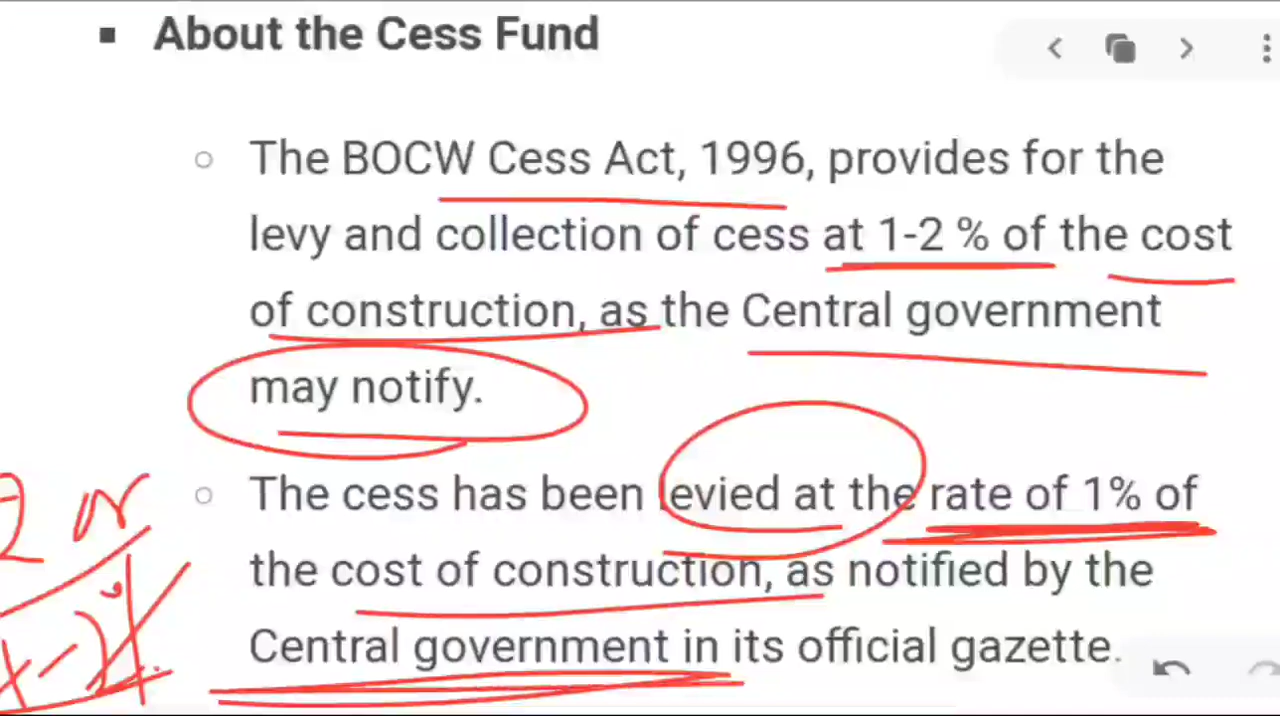 ▪ About the Cess Fund
○ The BOCW Cess Act, 1996, provides for the
levy and collection of cess at 1-2 % of the cost
of construction, as the Central government
may notify.
○ The cess has been levied at the rate of 1% of
the cost of construction, as notified by the
Central government in its official gazette.
or